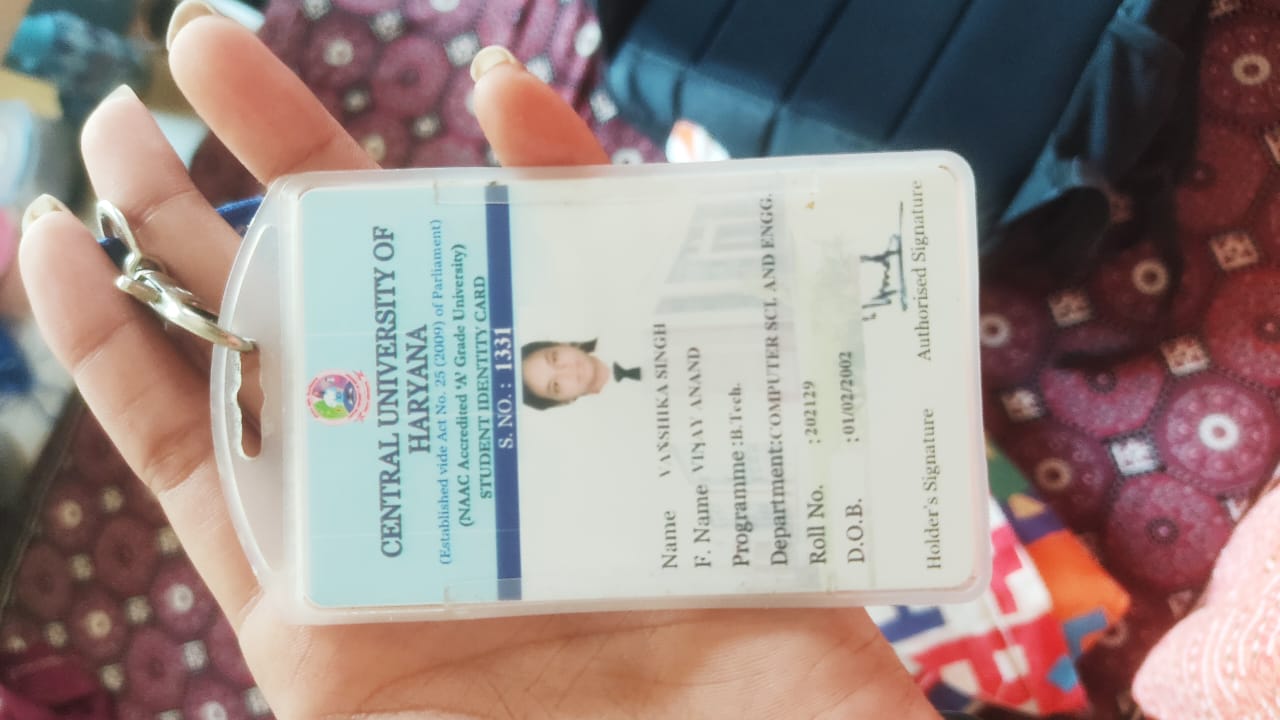 CENTRAL UNIVERSITY OF
HARYANA
(Established vide Act No. 25 (2009) of Parliament)
(NAAC Accredited 'A' Grade University)
STUDENT IDENTITY CARD
S. NO. : 1331
Name VANSHIKA SINGH
F. Name VIJAY ANAND
Programme :B.Tech.
Department:COMPUTER SCI. AND ENGG.
Roll No. :202129
D.O.B. :01/02/2002
Holder's Signature Authorised Signature